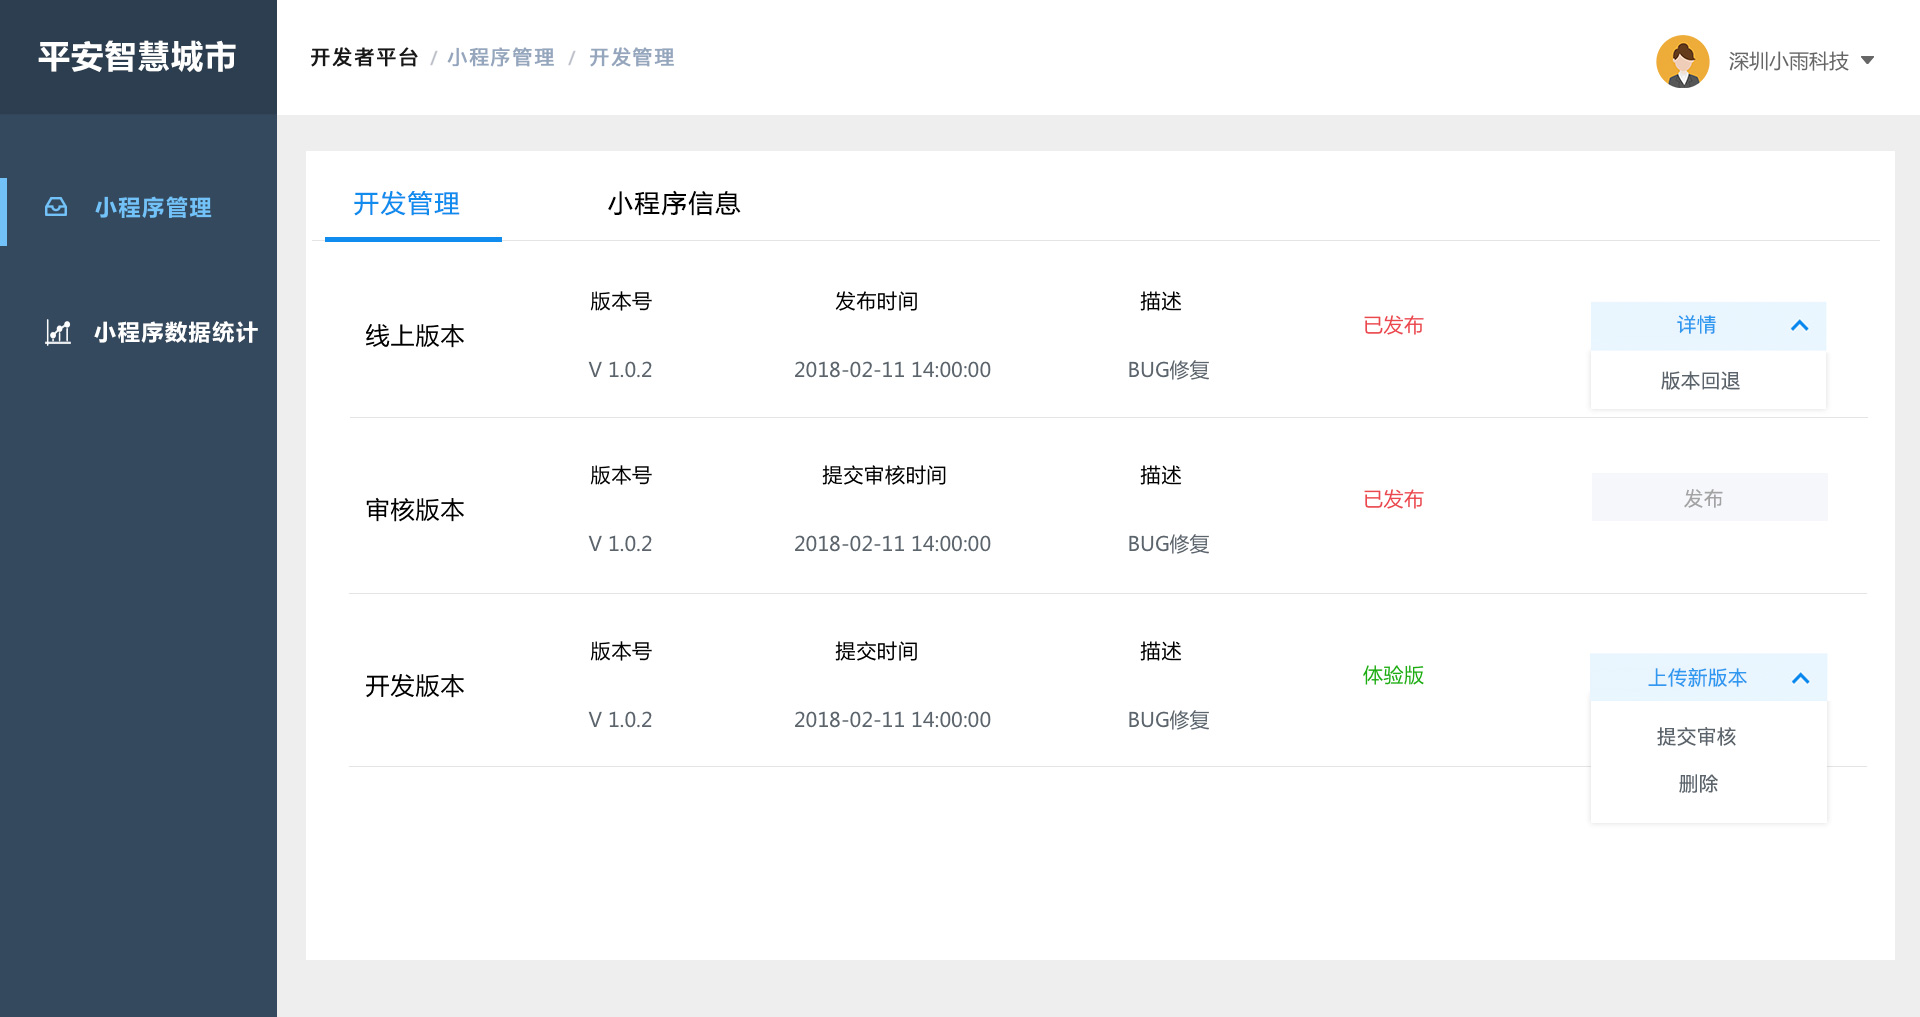 平安智慧城市
开发者平台 / 小程序管理 / 开发管理
深圳小雨科技
小程序管理
小程序数据统计
开发管理
小程序信息
线上版本
版本号
V 1.0.2
发布时间
2018-02-11 14:00:00
描述
BUG修复
已发布
详情
版本回退
审核版本
版本号
V 1.0.2
提交审核时间
2018-02-11 14:00:00
描述
BUG修复
已发布
发布
开发版本
版本号
V 1.0.2
提交时间
2018-02-11 14:00:00
描述
BUG修复
体验版
上传新版本
提交审核
删除